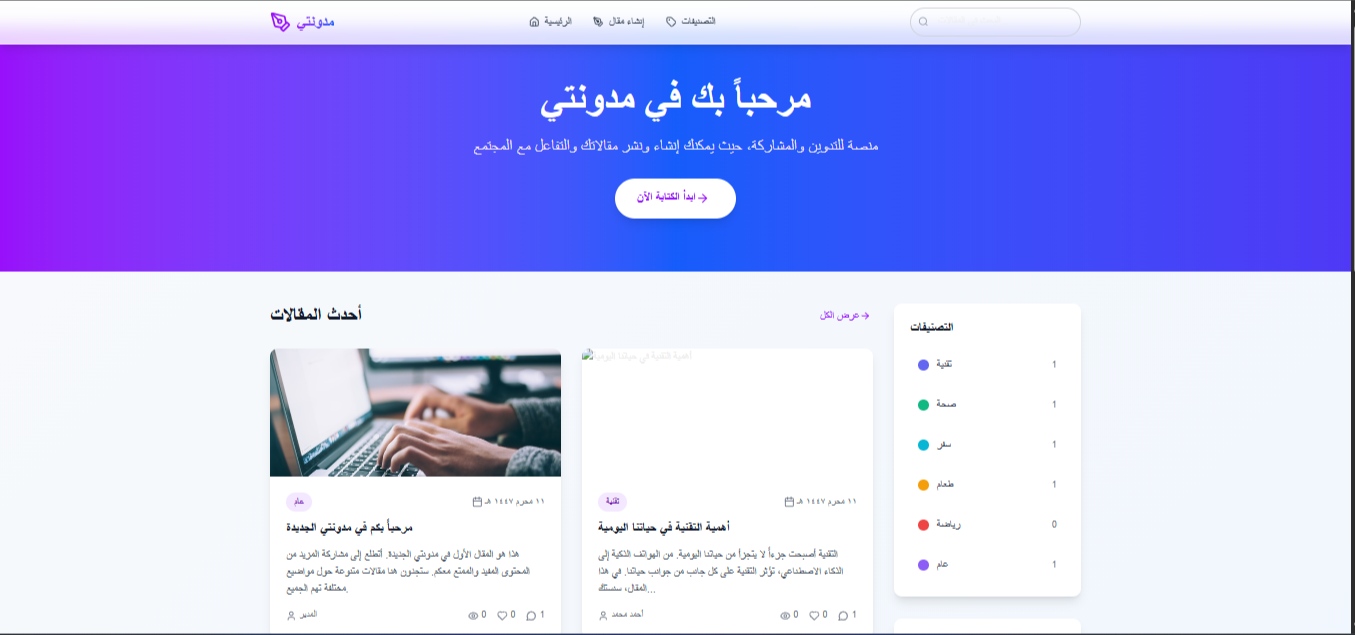 مدونتي
الرئيسية
إنشاء مقال
التصنيفات
مرحباً بك في مدونتي
منصة للتدوين والمشاركة، حيث يمكنك إنشاء ونشر مقالاتك والتفاعل مع المجتمع
ابدأ الكتابة الآن
أحدث المقالات
عرض الكل
عام
١١ محرم ١٤٤٧ هـ
مرحباً بكم في مدونتي الجديدة
هذا هو المقال الأول في مدونتي الجديدة. أتطلع إلى مشاركة المزيد من
المحتوى المفيد والممتع معكم. ستجدون هنا مقالات متنوعة حول مواضيع
مختلفة تهم الجميع.
المدير
0 0 1
أهمية التقنية في حياتنا اليومية
تقنية
١١ محرم ١٤٤٧ هـ
أهمية التقنية في حياتنا اليومية
التقنية أصبحت جزءاً لا يتجزأ من حياتنا اليومية. من الهواتف الذكية إلى
الذكاء الاصطناعي، تؤثر التقنية على كل جانب من جوانب حياتنا. في هذا
المقال، سنستك...
أحمد محمد
0 0 1
التصنيفات
تقنية 1
صحة 1
سفر 1
طعام 1
رياضة 0
عام 1